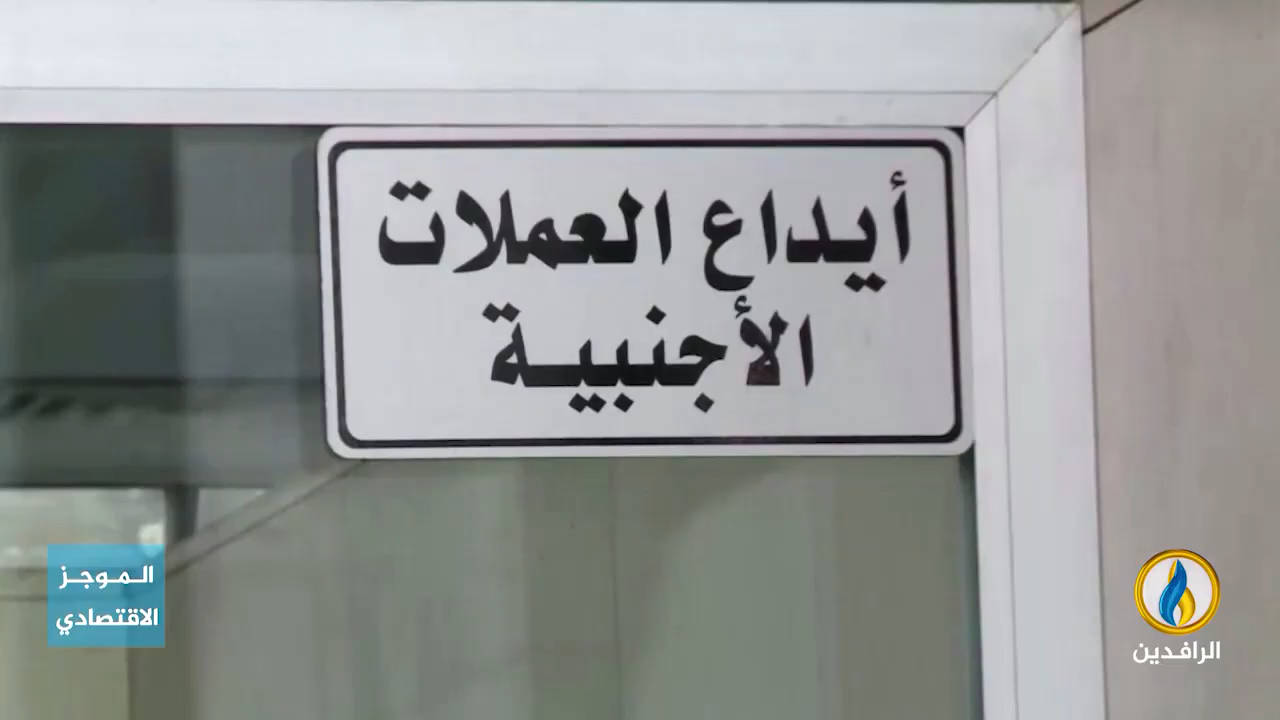 أيداع العملات
الأجنبية
الموجز
الاقتصادي
الرافدين